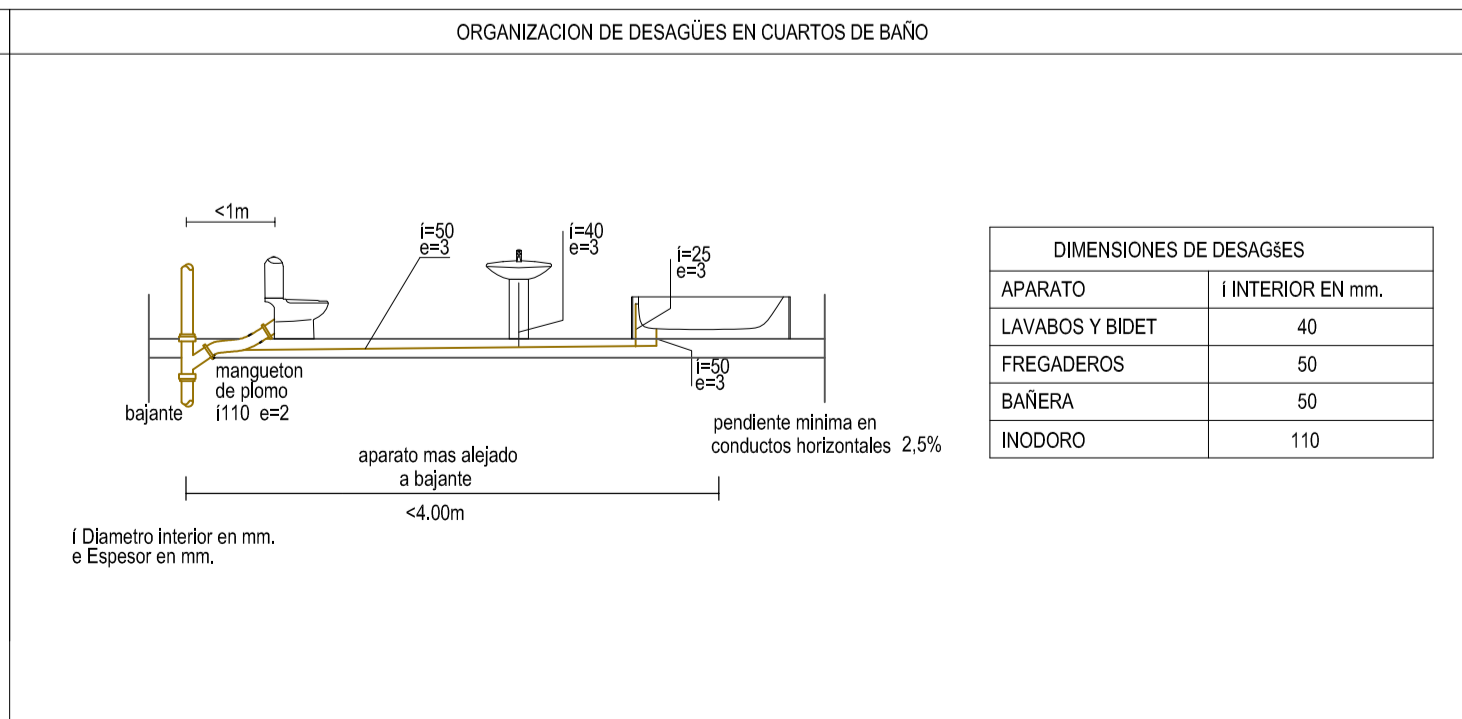 ORGANIZACION DE DESAGÜES EN CUARTOS DE BAÑO
<1m
í=50
e=3
í=40
e=3
í=25
e=3
í=50
e=3
mangueton
de plomo
í110 e=2
bajante
pendiente minima en
conductos horizontales 2,5%
aparato mas alejado
a bajante
<4.00m
í Diametro interior en mm.
e Espesor en mm.
DIMENSIONES DE DESAGšES
APARATO í INTERIOR EN mm.
LAVABOS Y BIDET 40
FREGADEROS 50
BAÑERA 50
INODORO 110